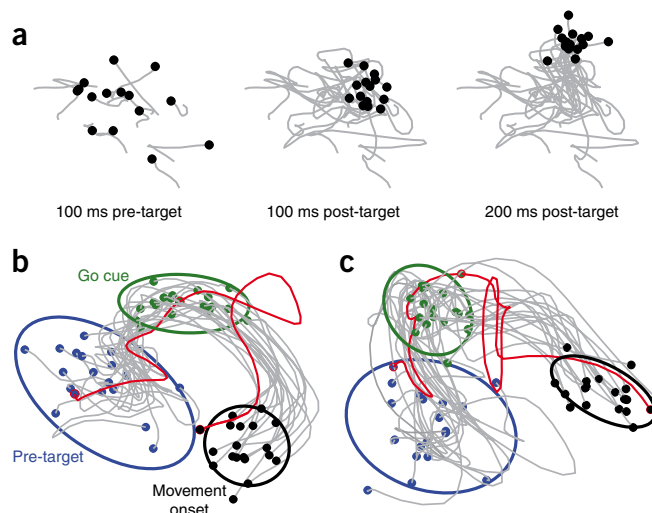 a
100 ms pre-target
100 ms post-target
200 ms post-target
b
Go cue
Pre-target
Movement
onset
c